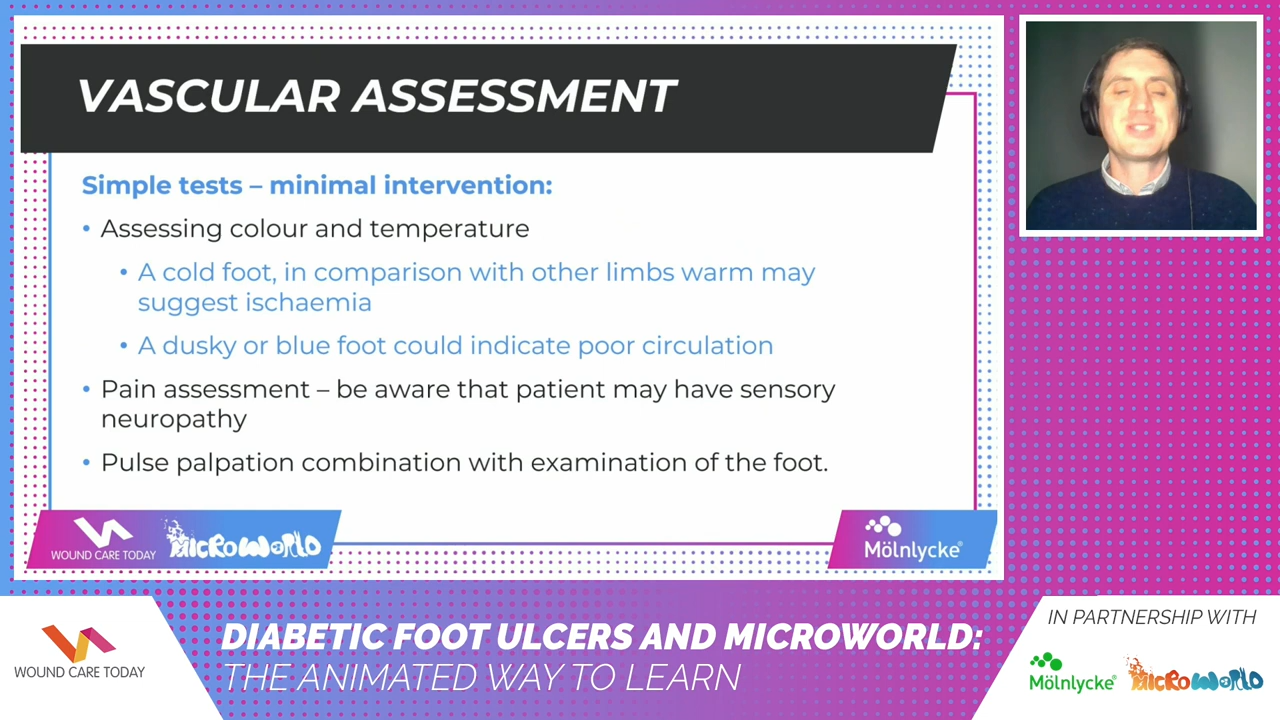 VASCULAR ASSESSMENT
Simple tests – minimal intervention:
• Assessing colour and temperature
• A cold foot, in comparison with other limbs warm may
suggest ischaemia
• A dusky or blue foot could indicate poor circulation
• Pain assessment – be aware that patient may have sensory
neuropathy
• Pulse palpation combination with examination of the foot.
WOUND CARE TODAY
MICROWORLD
Mölnlycke®
WOUND CARE TODAY
DIABETIC FOOT ULCERS AND MICROWORLD:
THE ANIMATED WAY TO LEARN
IN PARTNERSHIP WITH
Mölnlycke®
MICROWORLD